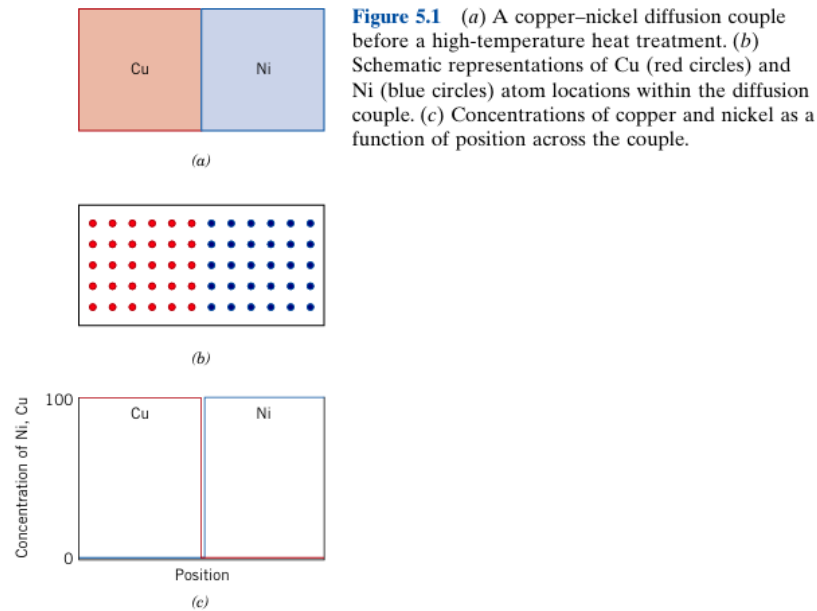 Figure 5.1 (a) A copper–nickel diffusion couple
before a high-temperature heat treatment. (b)
Schematic representations of Cu (red circles) and
Ni (blue circles) atom locations within the diffusion
couple. (c) Concentrations of copper and nickel as a
function of position across the couple.
Cu
Ni
(a)
(b)
Concentration of Ni, Cu
100
Cu
Ni
0
Position
(c)